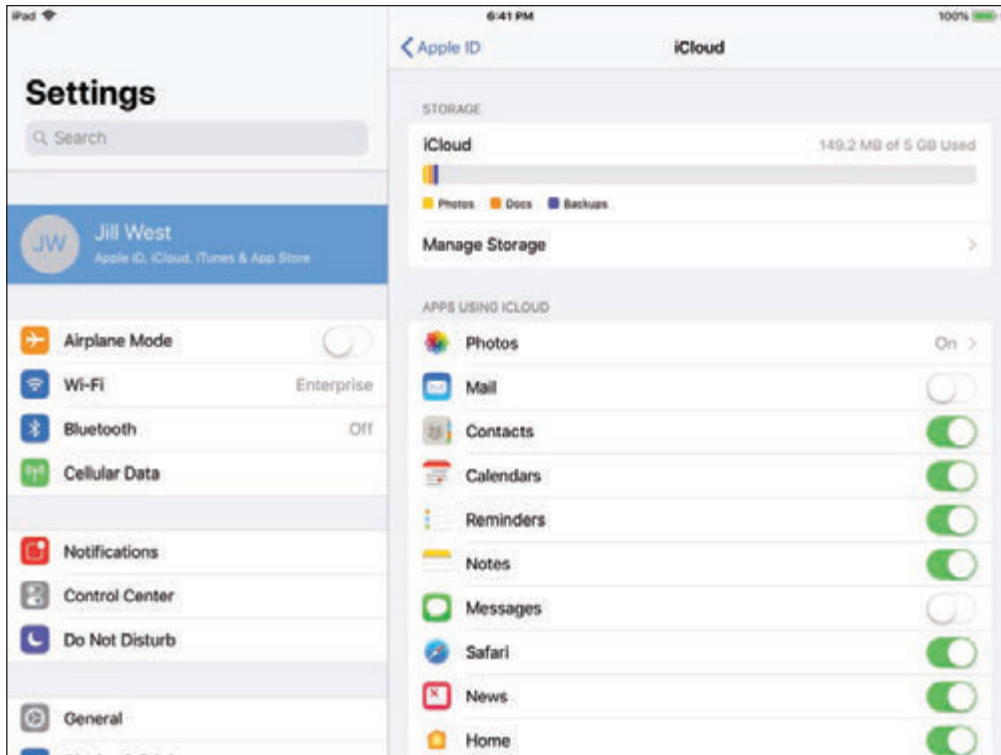 iPad 6:41 PM 100%
Settings
Search
JW
Jill West
Apple ID, iCloud, iTunes & App Store
Airplane Mode
Wi-Fi Enterprise
Bluetooth Off
Cellular Data
Notifications
Control Center
Do Not Disturb
General
Apple ID
iCloud
STORAGE
iCloud 149.2 MB of 5 GB Used
Photos Docs Backups
Manage Storage
APPS USING ICLOUD
Photos On
Mail
Contacts
Calendars
Reminders
Notes
Messages
Safari
News
Home